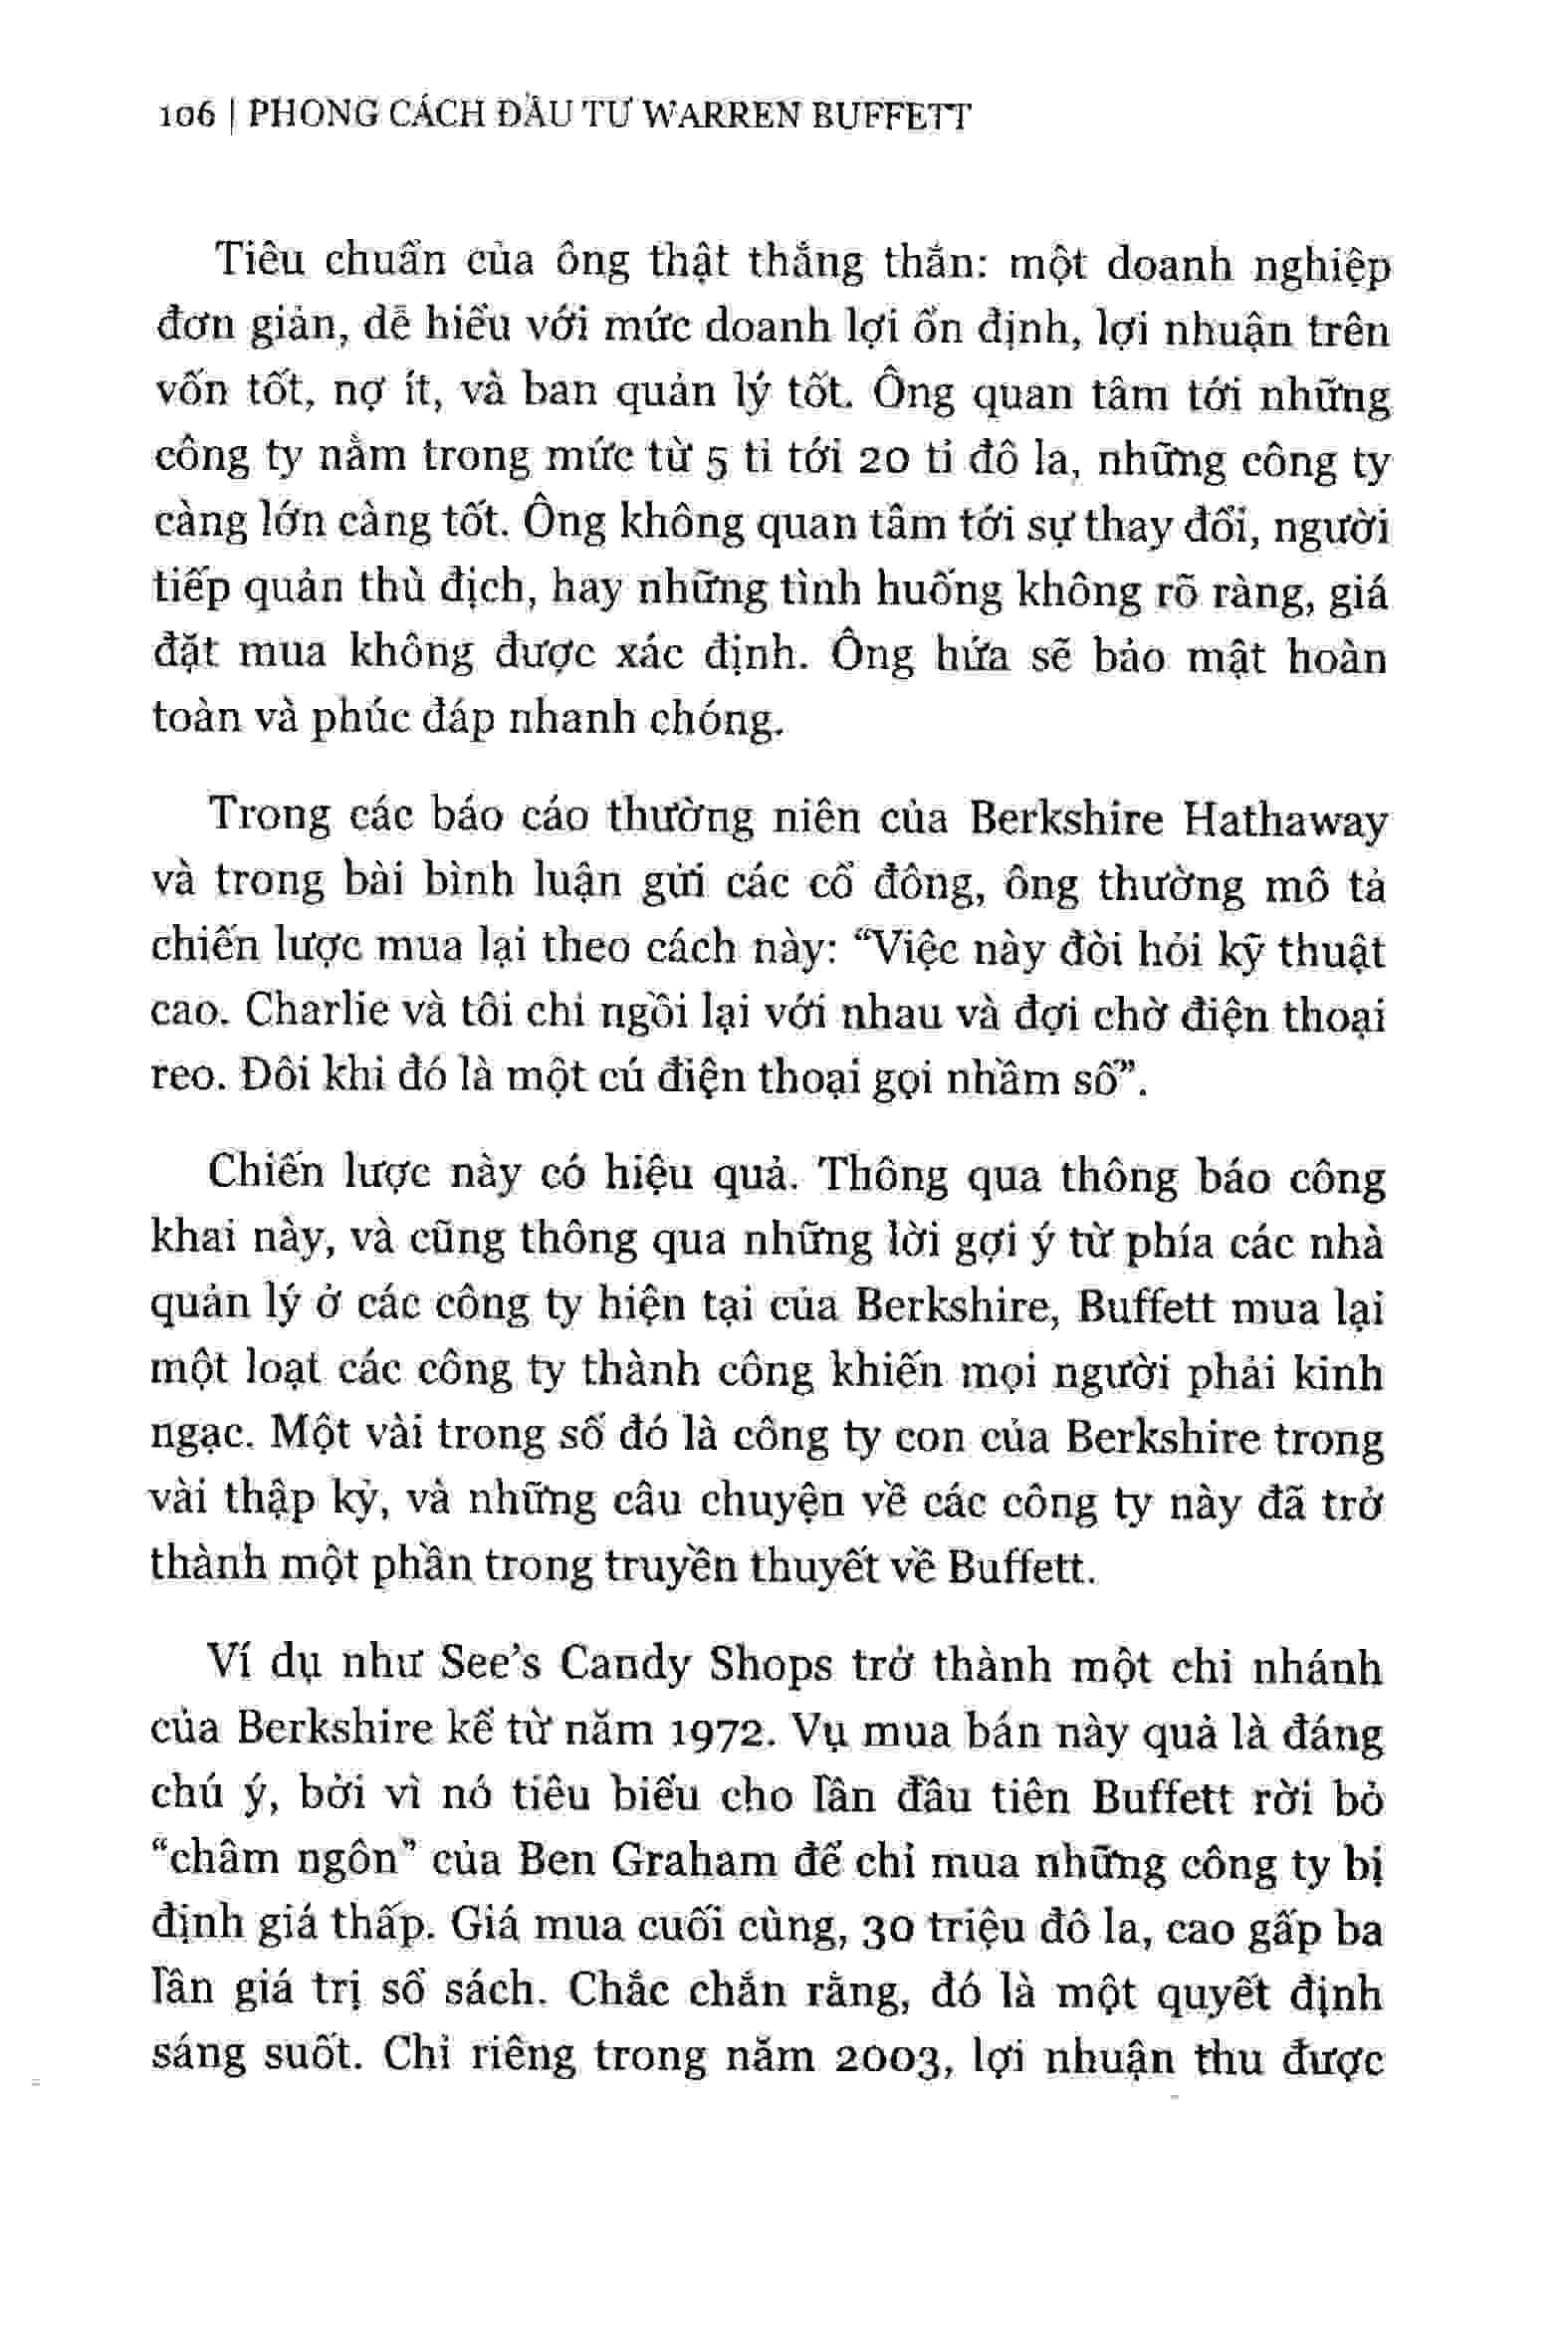 106 | PHONG CÁCH ĐẦU TƯ WARREN BUFFETT
Tiêu chuẩn của ông thật thẳng thắn: một doanh nghiệp
đơn giản, dễ hiểu với mức doanh lợi ổn định, lợi nhuận trên
vốn tốt, nợ ít, và ban quản lý tốt. Ông quan tâm tới những
công ty nằm trong mức từ 5 tỉ tới 20 tỉ đô la, những công ty
càng lớn càng tốt. Ông không quan tâm tới sự thay đổi, người
tiếp quản thù địch, hay những tình huống không rõ ràng, giá
đặt mua không được xác định. Ông hứa sẽ bảo mật hoàn
toàn và phúc đáp nhanh chóng.
Trong các báo cáo thường niên của Berkshire Hathaway
và trong bài bình luận gửi các cổ đông, ông thường mô tả
chiến lược mua lại theo cách này: “Việc này đòi hỏi kỹ thuật
cao. Charlie và tôi chỉ ngồi lại với nhau và đợi chờ điện thoại
reo. Đôi khi đó là một cú điện thoại gọi nhầm số”.
Chiến lược này có hiệu quả. Thông qua thông báo công
khai này, và cũng thông qua những lời gợi ý từ phía các nhà
quản lý ở các công ty hiện tại của Berkshire, Buffett mua lại
một loạt các công ty thành công khiến mọi người phải kinh
ngạc. Một vài trong số đó là công ty con của Berkshire trong
vài thập kỷ, và những câu chuyện về các công ty này đã trở
thành một phần trong truyền thuyết về Buffett.
Ví dụ như See’s Candy Shops trở thành một chi nhánh
của Berkshire kể từ năm 1972. Vụ mua bán này quả là đáng
chú ý, bởi vì nó tiêu biểu cho lần đầu tiên Buffett rời bỏ
“châm ngôn” của Ben Graham để chỉ mua những công ty bị
định giá thấp. Giá mua cuối cùng, 30 triệu đô la, cao gấp ba
lần giá trị sổ sách. Chắc chắn rằng, đó là một quyết định
sáng suốt. Chỉ riêng trong năm 2003, lợi nhuận thu được